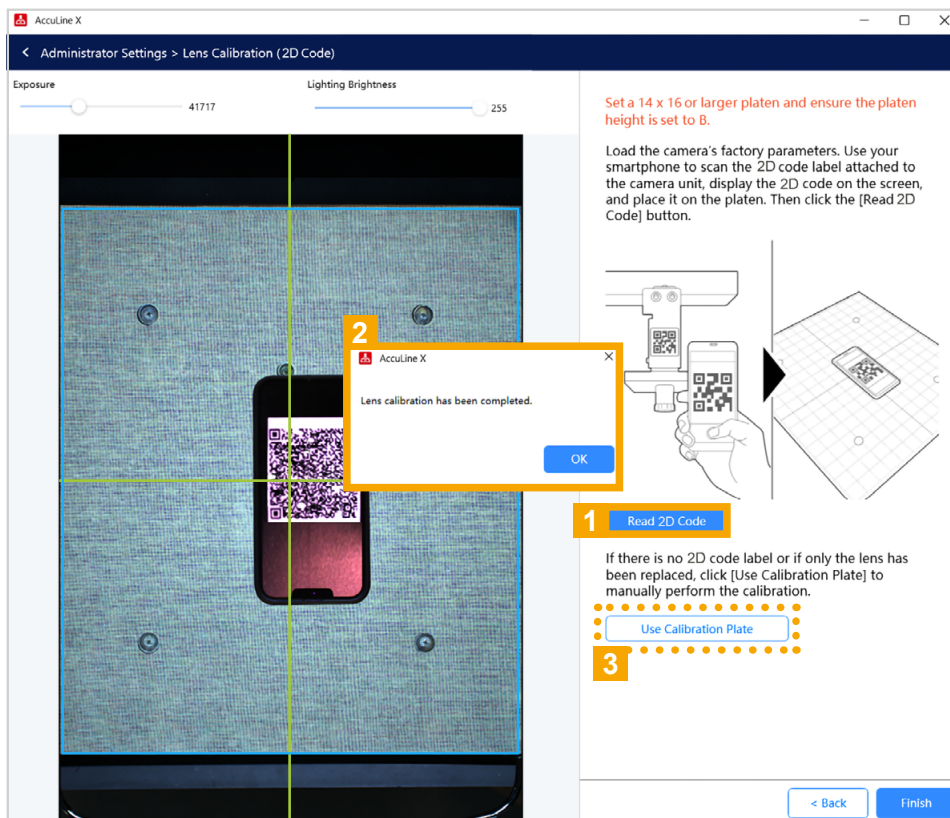 AccuLine X
Administrator Settings > Lens Calibration (2D Code)
Exposure
41717
Lighting Brightness
255
Set a 14 x 16 or larger platen and ensure the platen
height is set to B.
Load the camera's factory parameters. Use your
smartphone to scan the 2D code label attached to
the camera unit, display the 2D code on the screen,
and place it on the platen. Then click the [Read 2D
Code] button.
2
AccuLine X
Lens calibration has been completed.
OK
1
Read 2D Code
If there is no 2D code label or if only the lens has
been replaced, click [Use Calibration Plate] to
manually perform the calibration.
Use Calibration Plate
3
< Back
Finish